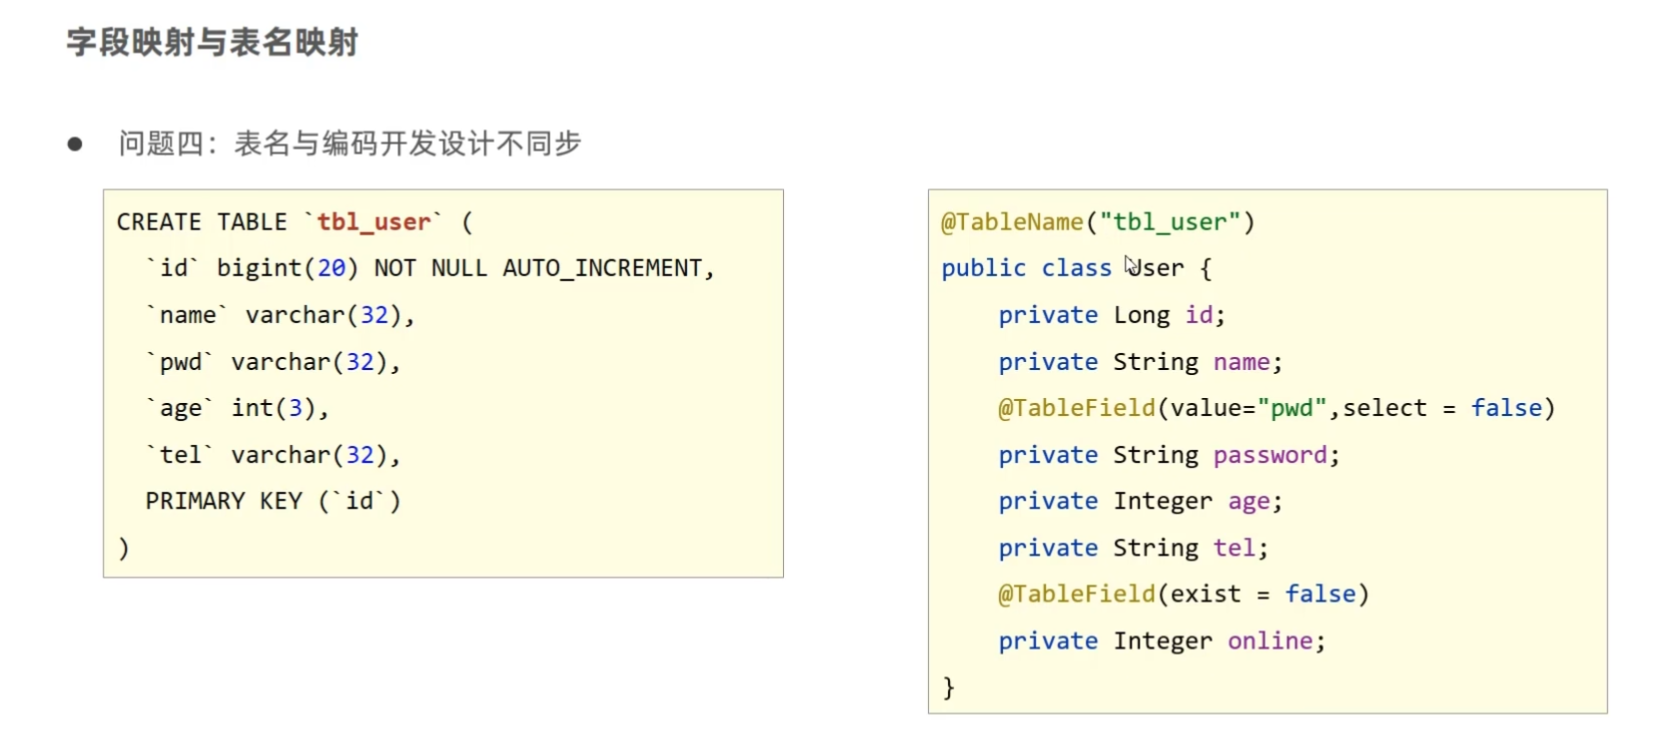 字段映射与表名映射
● 问题四：表名与编码开发设计不同步
CREATE TABLE `tbl_user` (
`id` bigint(20) NOT NULL AUTO_INCREMENT,
`name` varchar(32),
`pwd` varchar(32),
`age` int(3),
`tel` varchar(32),
PRIMARY KEY (`id`)
)
@TableName("tbl_user")
public class User {
private Long id;
private String name;
@TableField(value="pwd",select = false)
private String password;
private Integer age;
private String tel;
@TableField(exist = false)
private Integer online;
}